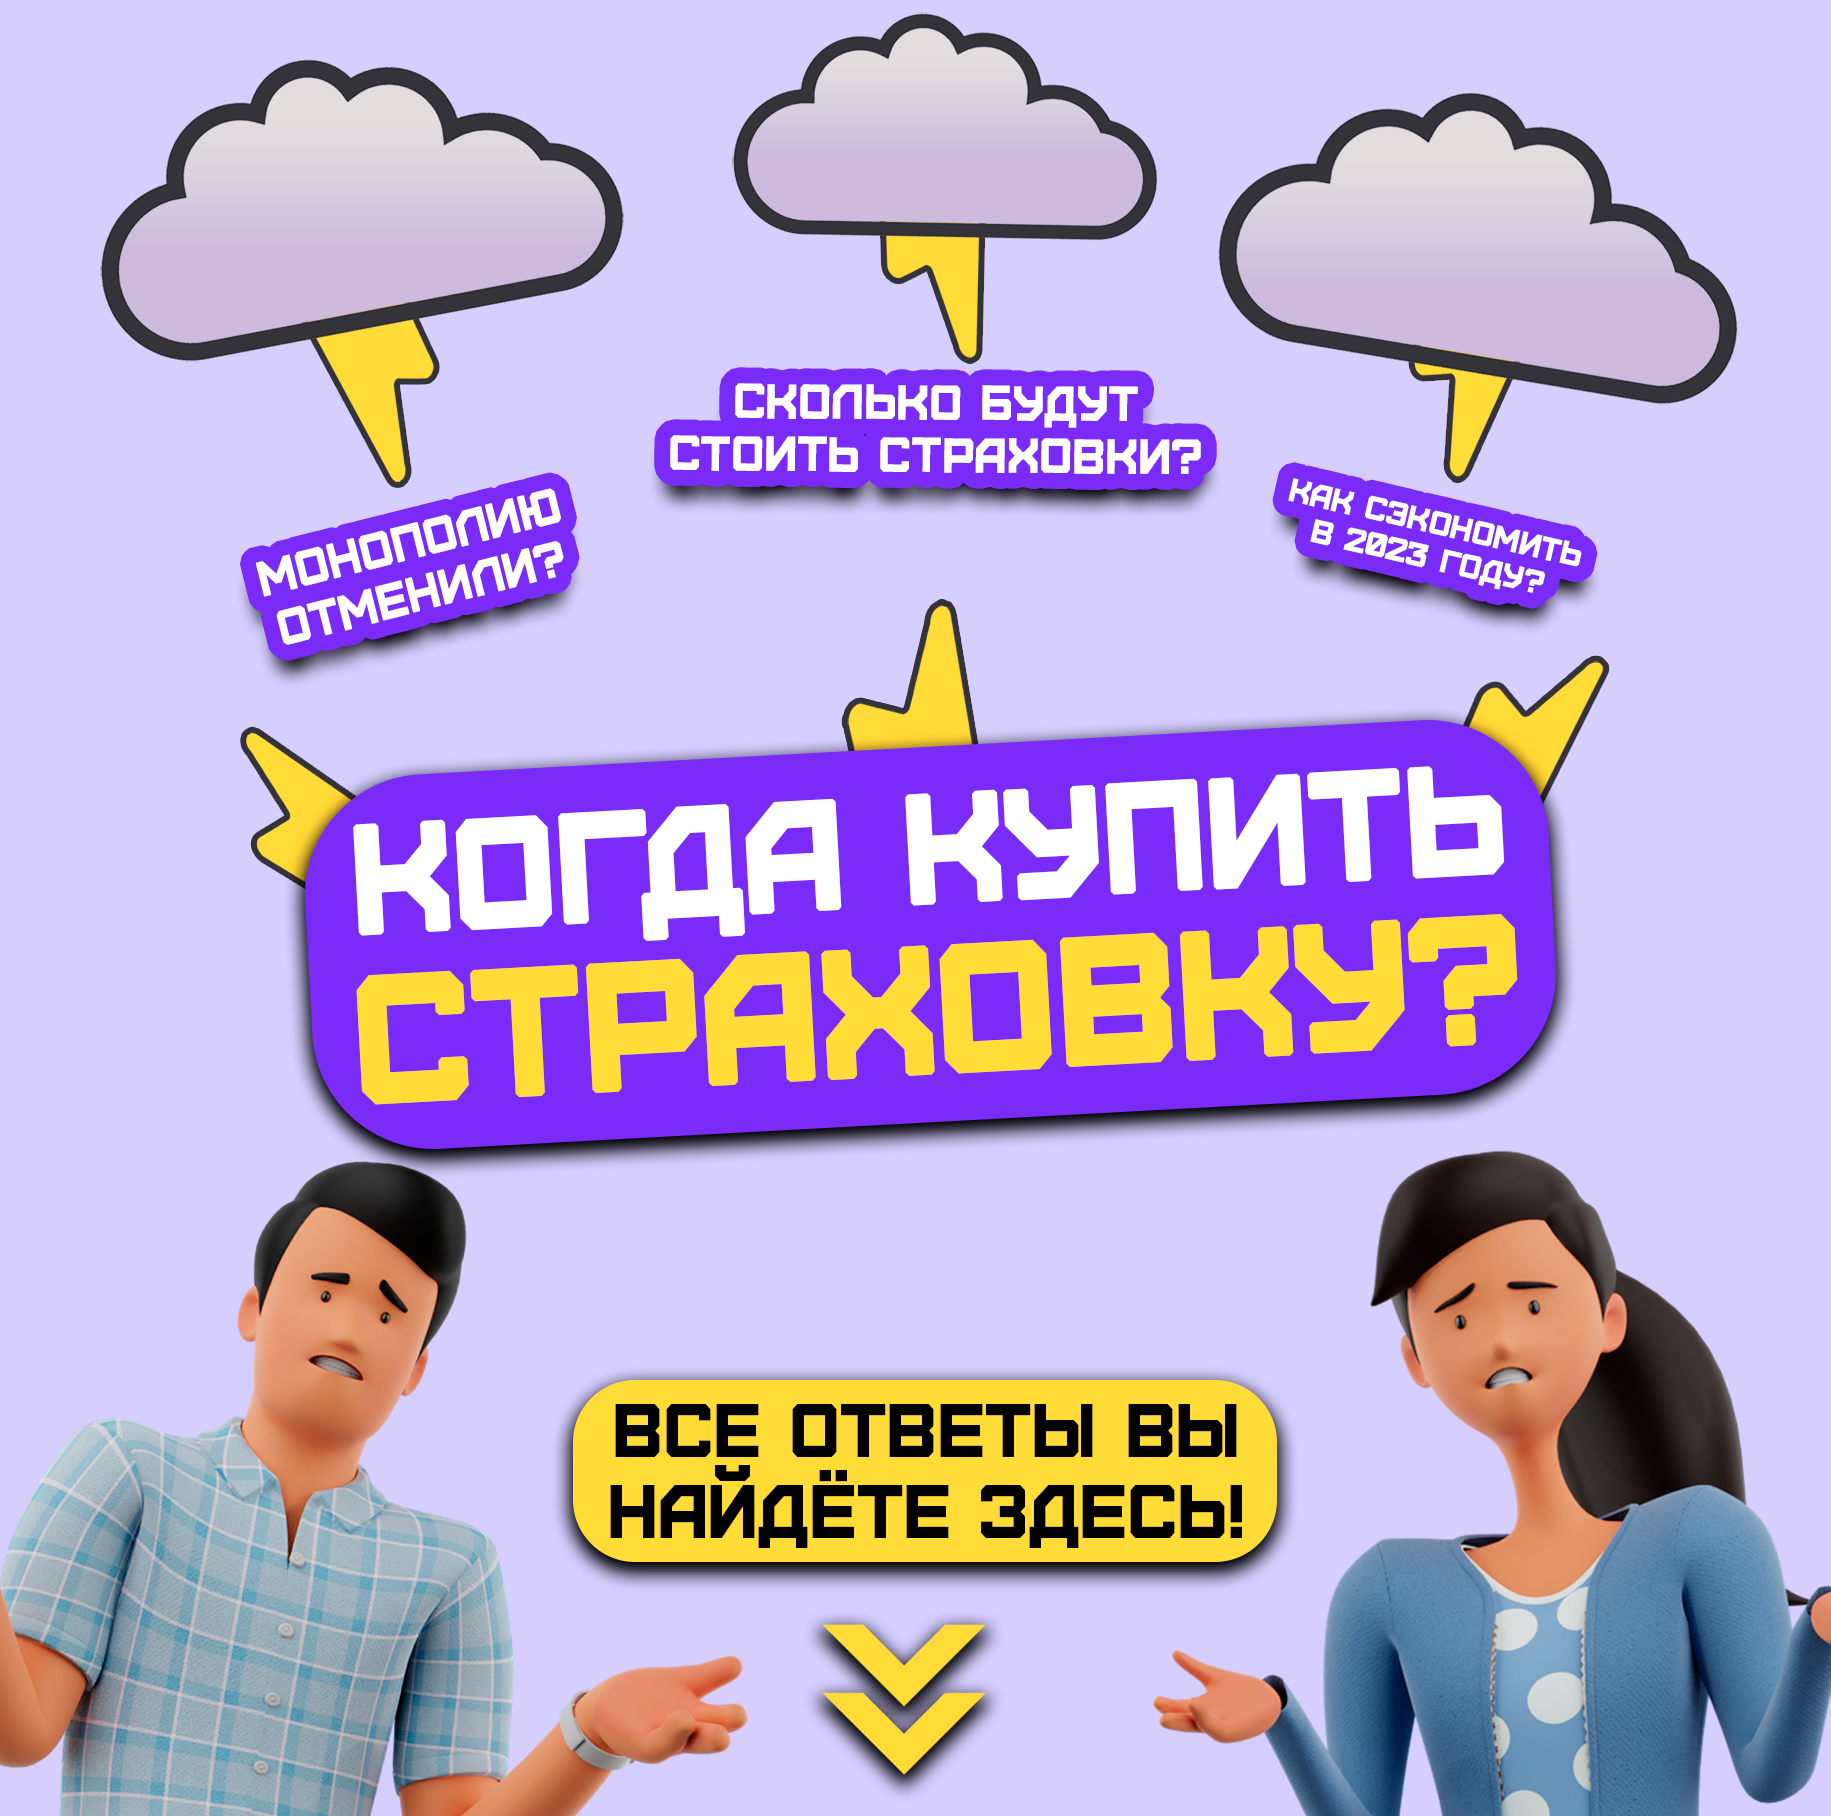 СКОЛЬКО БУДУТ
СТОИТЬ СТРАХОВКИ?
МОНОПОЛИЮ
ОТМЕНИЛИ?
КАК СЭКОНОМИТЬ
В 2023 ГОДУ?
КОГДА КУПИТЬ
СТРАХОВКУ?
ВСЕ ОТВЕТЫ ВЫ
НАЙДЁТЕ ЗДЕСЬ!